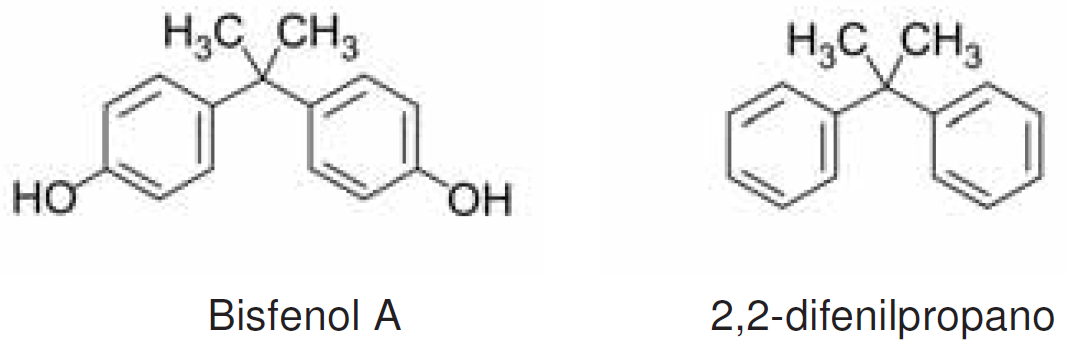 H3C CH3
HO
OH
Bisfenol A
H3C CH3
2,2-difenilpropano